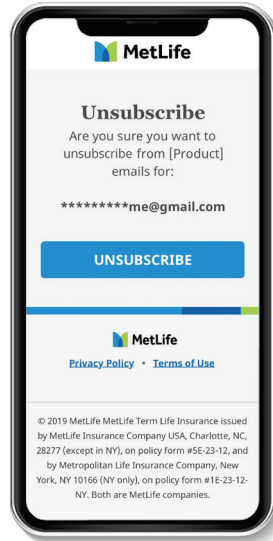 MetLife
Unsubscribe
Are you sure you want to
unsubscribe from [Product]
emails for:
*********me@gmail.com
UNSUBSCRIBE
MetLife
Privacy Policy • Terms of Use
© 2019 MetLife MetLife Term Life Insurance issued
by MetLife Insurance Company USA, Charlotte, NC,
28277 (except in NY), on policy form #5E-23-12, and
by Metropolitan Life Insurance Company, New
York, NY 10166 (NY only), on policy form #1E-23-12-
NY. Both are MetLife companies.